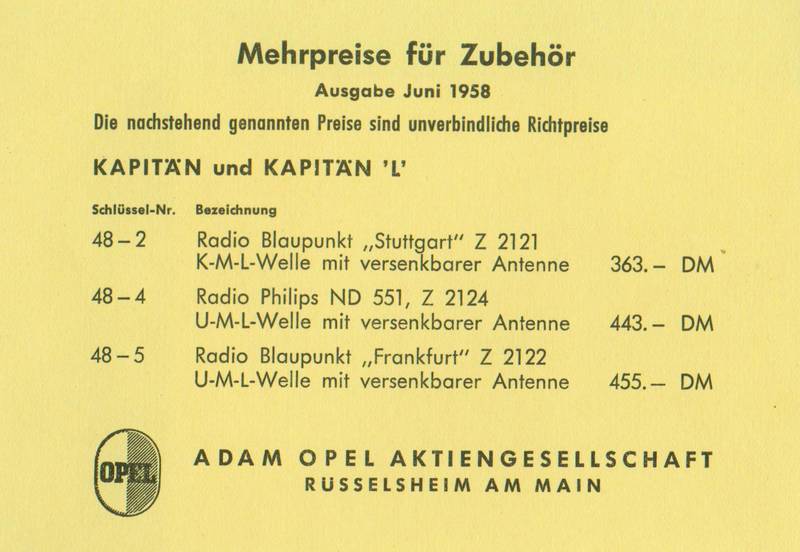 Mehrpreise für Zubehör
Ausgabe Juni 1958
Die nachstehend genannten Preise sind unverbindliche Richtpreise
KAPITÄN und KAPITÄN 'L'
Schlüssel-Nr. Bezeichnung
48 – 2 Radio Blaupunkt „Stuttgart" Z 2121
K-M-L-Welle mit versenkbarer Antenne 363.– DM
48 – 4 Radio Philips ND 551, Z 2124
U-M-L-Welle mit versenkbarer Antenne 443.– DM
48 – 5 Radio Blaupunkt „Frankfurt" Z 2122
U-M-L-Welle mit versenkbarer Antenne 455.– DM
OPEL
ADAM OPEL AKTIENGESELLSCHAFT
RÜSSELSHEIM AM MAIN